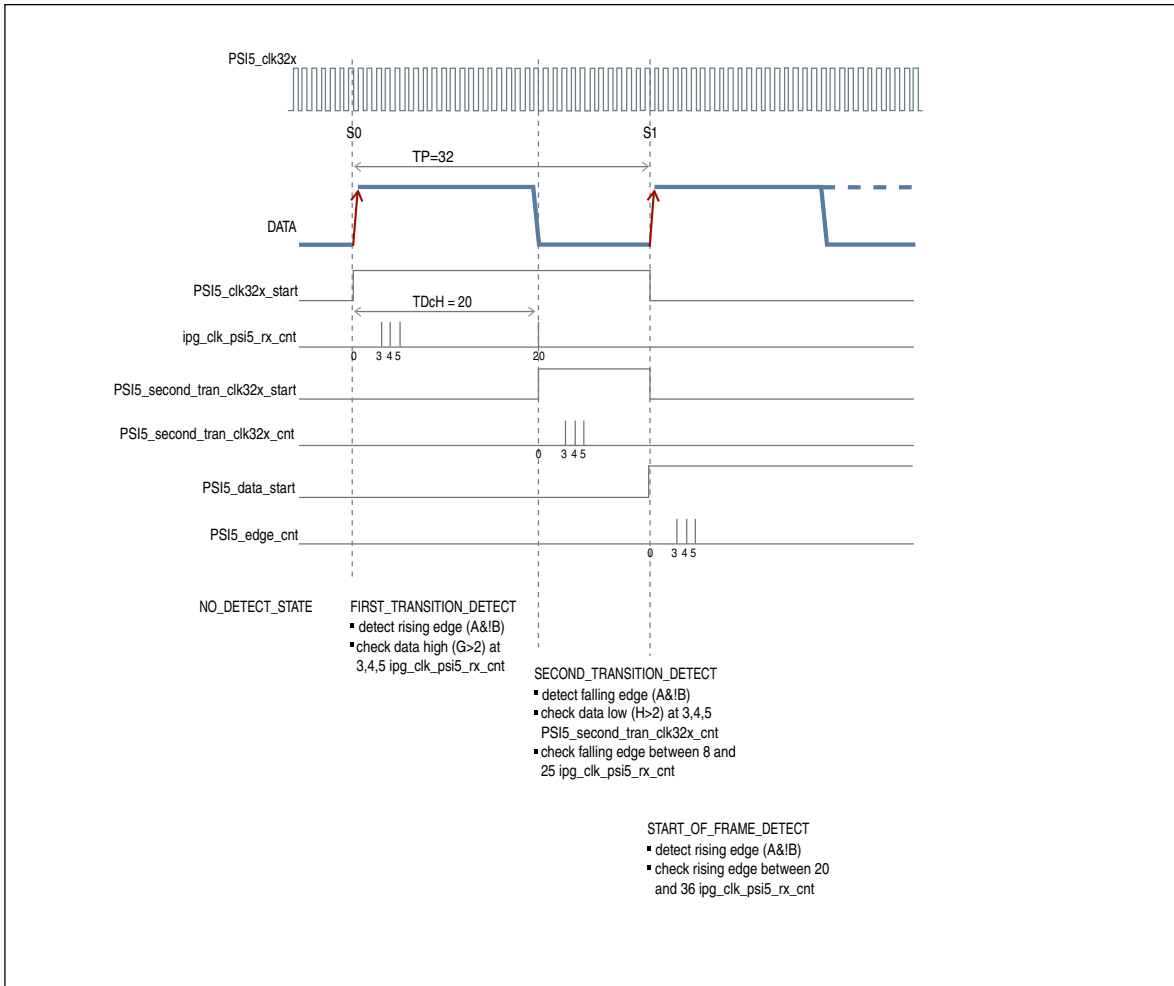 PSI5_clk32x
S0
S1
TP=32
DATA
PSI5_clk32x_start
TDcH = 20
ipg_clk_psi5_rx_cnt
0 3 4 5 20
PSI5_second_tran_clk32x_start
PSI5_second_tran_clk32x_cnt
0 3 4 5
PSI5_data_start
PSI5_edge_cnt
0 3 4 5
NO_DETECT_STATE
FIRST_TRANSITION_DETECT
▪ detect rising edge (A&!B)
▪ check data high (G>2) at
3,4,5 ipg_clk_psi5_rx_cnt
SECOND_TRANSITION_DETECT
▪ detect falling edge (A&!B)
▪ check data low (H>2) at 3,4,5
PSI5_second_tran_clk32x_cnt
▪ check falling edge between 8 and
25 ipg_clk_psi5_rx_cnt
START_OF_FRAME_DETECT
▪ detect rising edge (A&!B)
▪ check rising edge between 20
and 36 ipg_clk_psi5_rx_cnt